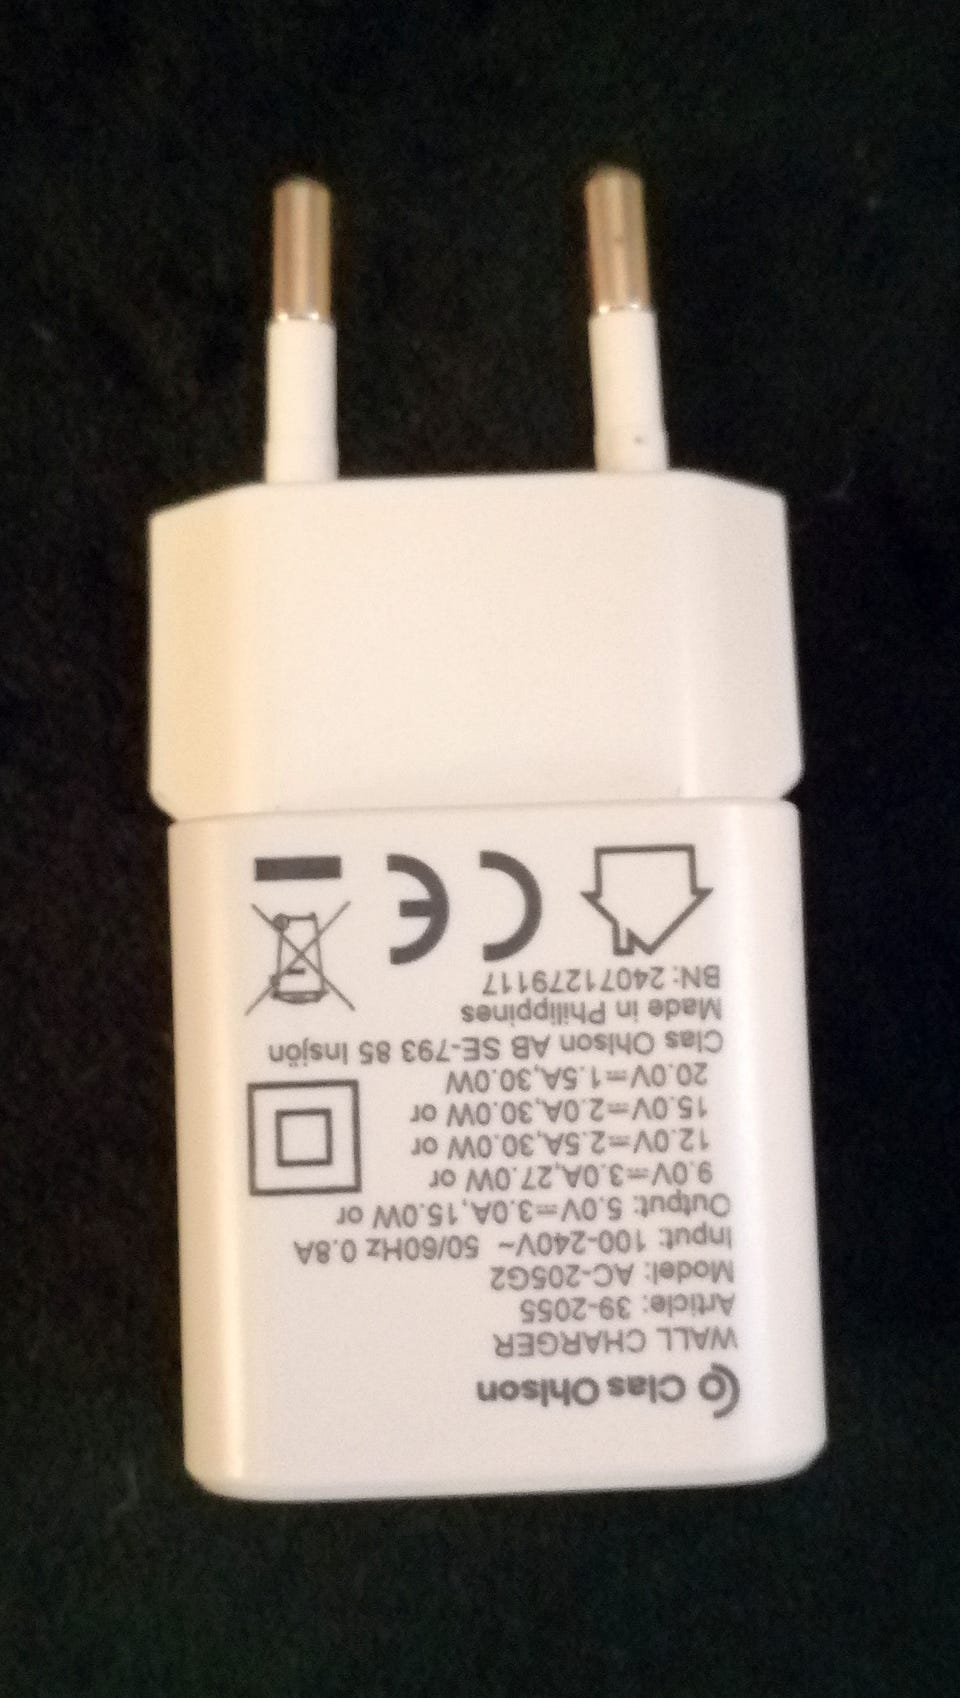 Clas Ohlson
WALL CHARGER
Article: 39-2055
Model: AC-205G2
Input: 100-240V~ 50/60Hz 0.8A
Output: 5.0V⎓3.0A,15.0W or
9.0V⎓3.0A,27.0W or
12.0V⎓2.5A,30.0W or
15.0V⎓2.0A,30.0W or
20.0V⎓1.5A,30.0W
Clas Ohlson AB SE-793 85 Insjön
Made in Philippines
BN: 24071279117
CE